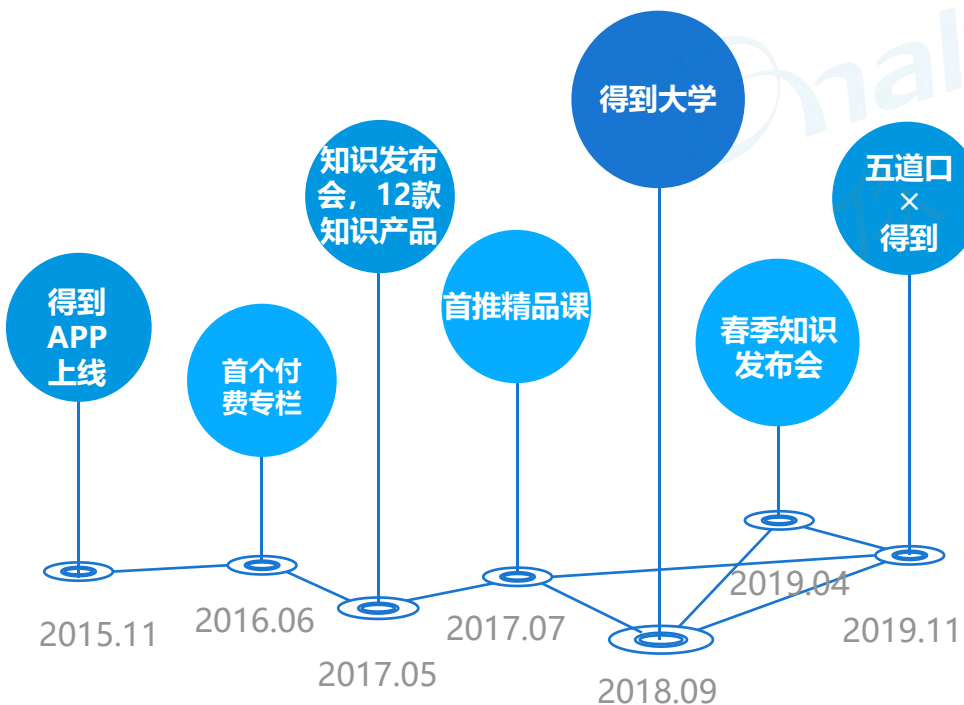 得到
APP
上线
首个付
费专栏
知识发布
会，12款
知识产品
首推精品课
得到大学
春季知识
发布会
五道口
×
得到
2015.11
2016.06
2017.05
2017.07
2018.09
2019.04
2019.11